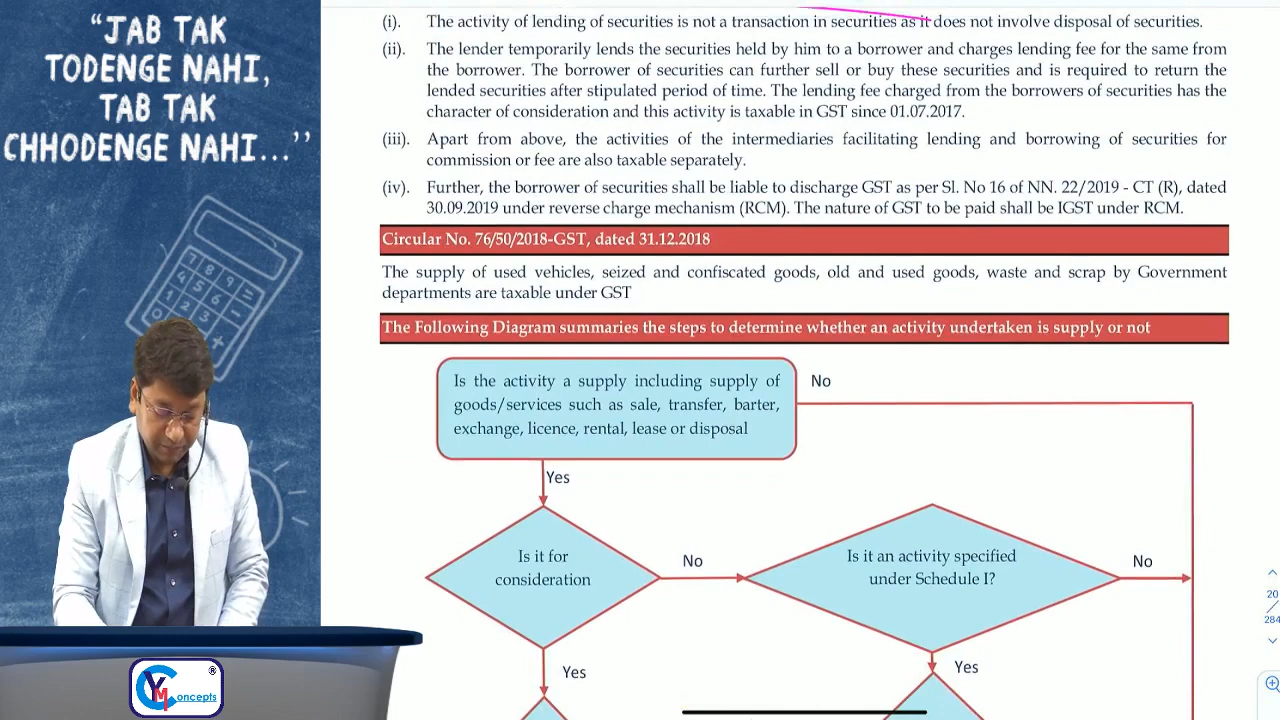 “JAB TAK
TODENGE NAHI,
TAB TAK
CHHODENGE NAHI...’’
(i). The activity of lending of securities is not a transaction in securities as it does not involve disposal of securities.
(ii). The lender temporarily lends the securities held by him to a borrower and charges lending fee for the same from
the borrower. The borrower of securities can further sell or buy these securities and is required to return the
lended securities after stipulated period of time. The lending fee charged from the borrowers of securities has the
character of consideration and this activity is taxable in GST since 01.07.2017.
(iii). Apart from above, the activities of the intermediaries facilitating lending and borrowing of securities for
commission or fee are also taxable separately.
(iv). Further, the borrower of securities shall be liable to discharge GST as per Sl. No 16 of NN. 22/2019 - CT (R), dated
30.09.2019 under reverse charge mechanism (RCM). The nature of GST to be paid shall be IGST under RCM.
Circular No. 76/50/2018-GST, dated 31.12.2018
The supply of used vehicles, seized and confiscated goods, old and used goods, waste and scrap by Government
departments are taxable under GST
The Following Diagram summaries the steps to determine whether an activity undertaken is supply or not
Is the activity a supply including supply of
goods/services such as sale, transfer, barter,
exchange, licence, rental, lease or disposal
No
Yes
Is it for
consideration
No
Is it an activity specified
under Schedule I?
No
Yes
Yes
20
/
284
YM Concepts
®